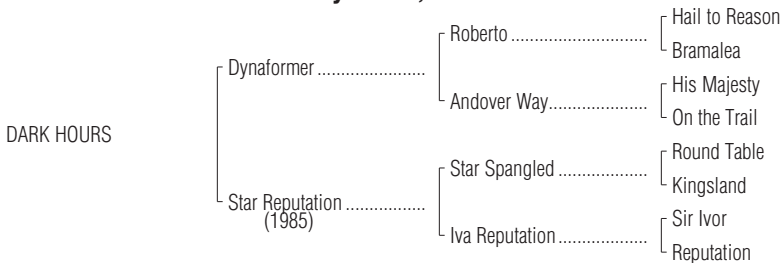 Hail to Reason
Roberto ...............................
Bramalea
Dynaformer .......................
His Majesty
Andover Way......................
On the Trail
DARK HOURS
Round Table
Star Spangled ....................
Kingsland
Star Reputation .................
(1985)
Sir Ivor
Iva Reputation.....................
Reputation